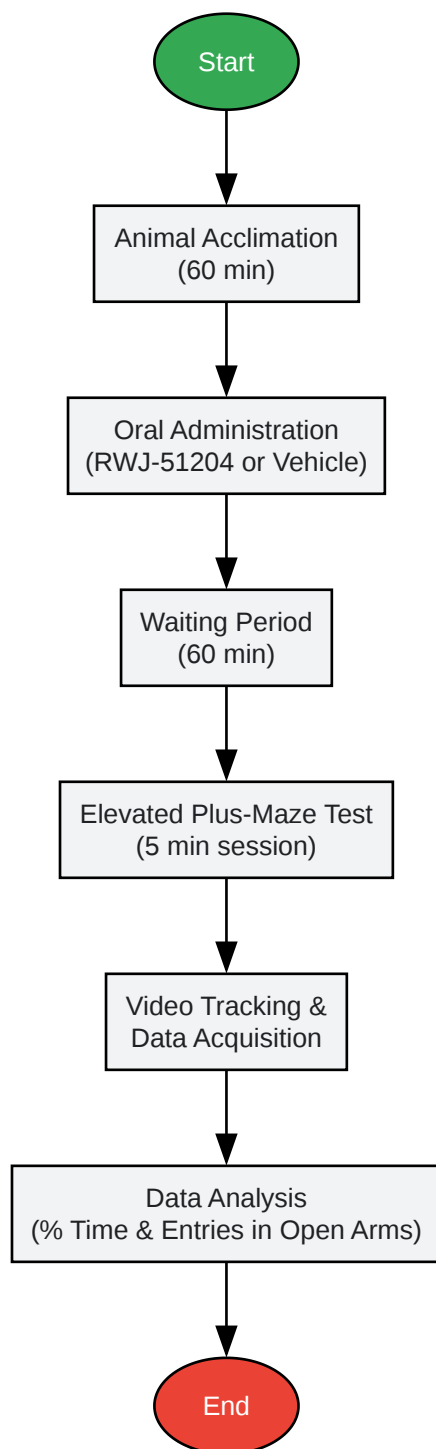 Start
Animal Acclimation
(60 min)
Oral Administration
(RWJ-51204 or Vehicle)
Waiting Period
(60 min)
Elevated Plus-Maze Test
(5 min session)
Video Tracking &
Data Acquisition
Data Analysis
(% Time & Entries in Open Arms)
End